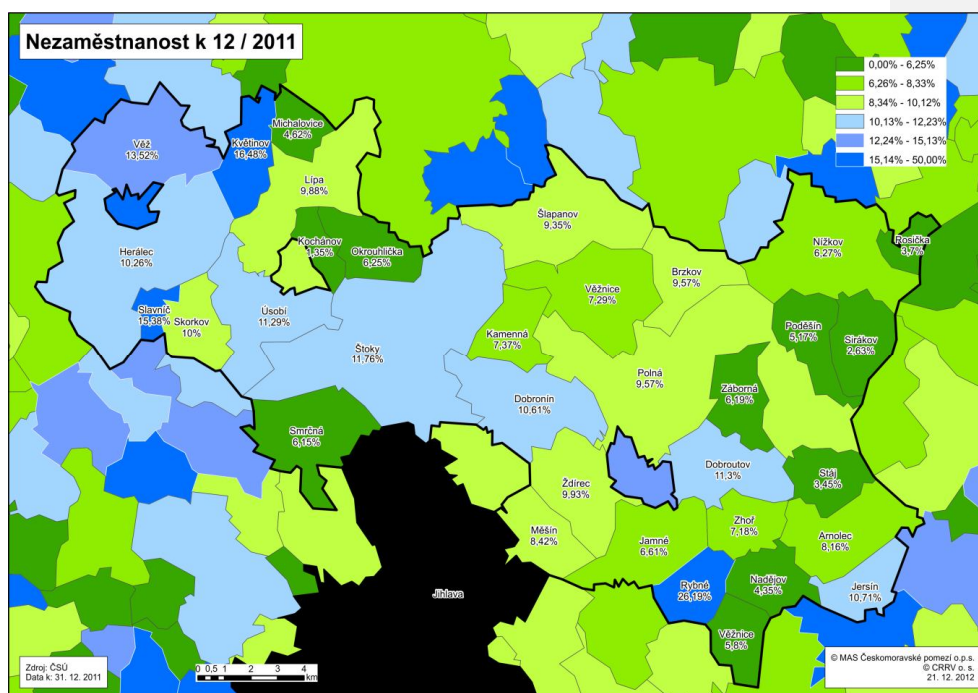 Nezaměstnanost k 12 / 2011
0,00% - 6,25%
6,26% - 8,33%
8,34% - 10,12%
10,13% - 12,23%
12,24% - 15,13%
15,14% - 50,00%
Michalovice
4,62%
Věž
13,52%
Květinov
16,48%
Lípa
9,88%
Šlapanov
9,35%
Kochánov
1,35%
Okrouhlička
6,25%
Nížkov
6,27%
Rosička
3,7%
Herálec
10,26%
Brzkov
9,57%
Věžnice
7,29%
Slavníč
15,38%
Skorkov
10%
Úsobí
11,29%
Kamenná
7,37%
Poděšín
5,17%
Sirákov
2,63%
Štoky
11,76%
Polná
9,57%
Záborná
6,19%
Dobronín
10,61%
Smrčná
6,15%
Dobroutov
11,3%
Stáj
3,45%
Ždírec
9,93%
Měšín
8,42%
Jamné
6,61%
Zhoř
7,18%
Arnolec
8,16%
Rybné
26,19%
Nadějov
4,35%
Jersín
10,71%
Jihlava
Věžnice
5,8%
Zdroj: ČSÚ
Data k: 31. 12. 2011
0 0,5 1 2 3 4
km
© MAS Českomoravské pomezí o.p.s.
© CRRV o. s.
21. 12. 2012